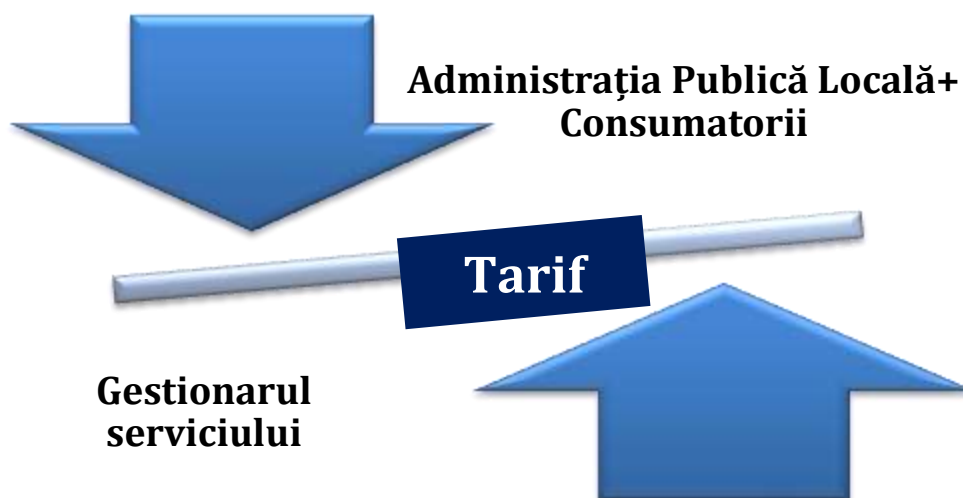 Administrația Publică Locală+
Consumatorii
Tarif
Gestionarul
serviciului